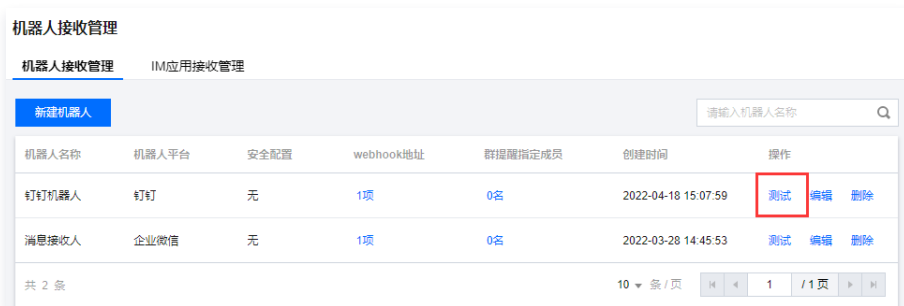 机器人接收管理
机器人接收管理 IM应用接收管理
新建机器人 请输入机器人名称
机器人名称 机器人平台 安全配置 webhook地址 群提醒指定成员 创建时间 操作
钉钉机器人 钉钉 无 1项 0名 2022-04-18 15:07:59 测试 编辑 删除
消息接收人 企业微信 无 1项 0名 2022-03-28 14:45:53 测试 编辑 删除
共 2 条 10 条 / 页 1 / 1 页